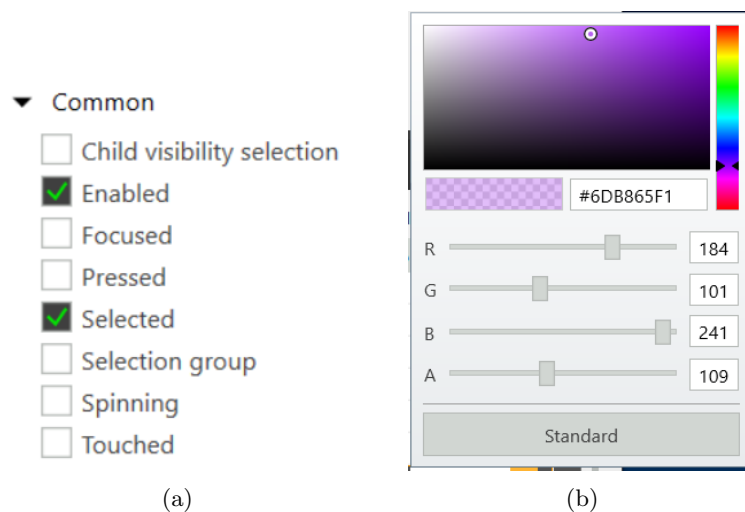 Common
Child visibility selection
Enabled
Focused
Pressed
Selected
Selection group
Spinning
Touched
(a)
#6DB865F1
R 184
G 101
B 241
A 109
Standard
(b)